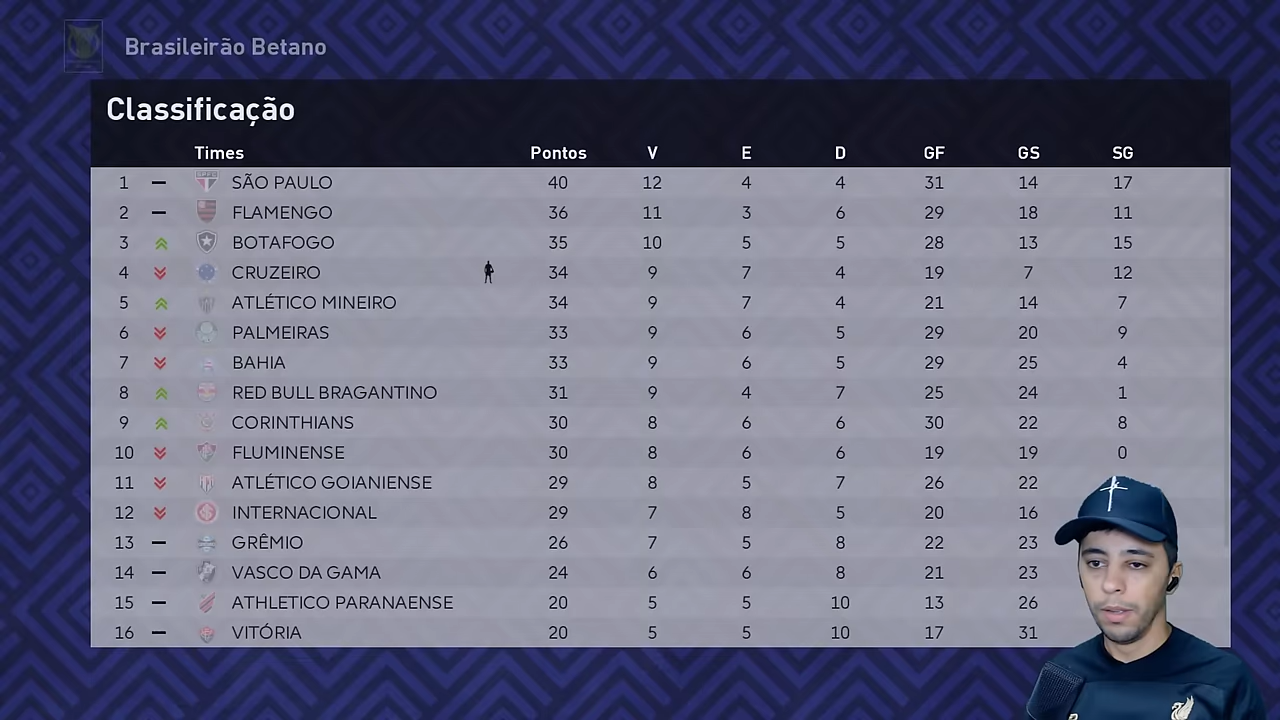 Brasileirão Betano
Classificação
Times Pontos V E D GF GS SG
1 SÃO PAULO 40 12 4 4 31 14 17
2 FLAMENGO 36 11 3 6 29 18 11
3 BOTAFOGO 35 10 5 5 28 13 15
4 CRUZEIRO 34 9 7 4 19 7 12
5 ATLÉTICO MINEIRO 34 9 7 4 21 14 7
6 PALMEIRAS 33 9 6 5 29 20 9
7 BAHIA 33 9 6 5 29 25 4
8 RED BULL BRAGANTINO 31 9 4 7 25 24 1
9 CORINTHIANS 30 8 6 6 30 22 8
10 FLUMINENSE 30 8 6 6 19 19 0
11 ATLÉTICO GOIANIENSE 29 8 5 7 26 22
12 INTERNACIONAL 29 7 8 5 20 16
13 GRÊMIO 26 7 5 8 22 23
14 VASCO DA GAMA 24 6 6 8 21 23
15 ATHLETICO PARANAENSE 20 5 5 10 13 26
16 VITÓRIA 20 5 5 10 17 31